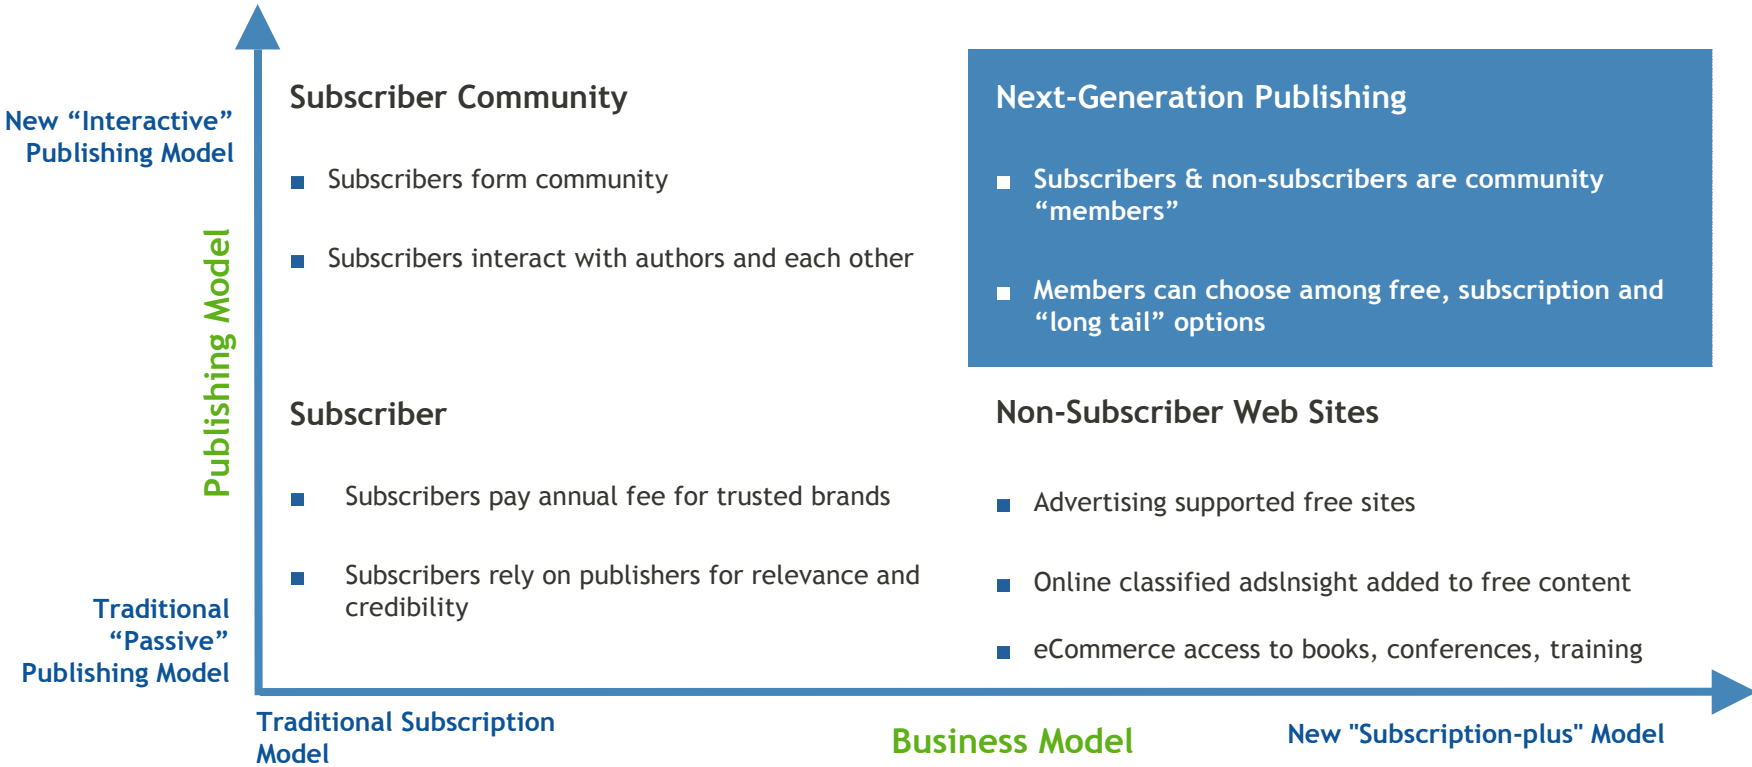 New “Interactive”
Publishing Model
Publishing Model
Traditional
“Passive”
Publishing Model
Subscriber Community
Subscribers form community
Subscribers interact with authors and each other
Next-Generation Publishing
Subscribers & non-subscribers are community
“members”
Members can choose among free, subscription and
“long tail” options
Subscriber
Subscribers pay annual fee for trusted brands
Subscribers rely on publishers for relevance and
credibility
Non-Subscriber Web Sites
Advertising supported free sites
Online classified adslnsight added to free content
eCommerce access to books, conferences, training
Traditional Subscription
Model
Business Model
New "Subscription-plus" Model